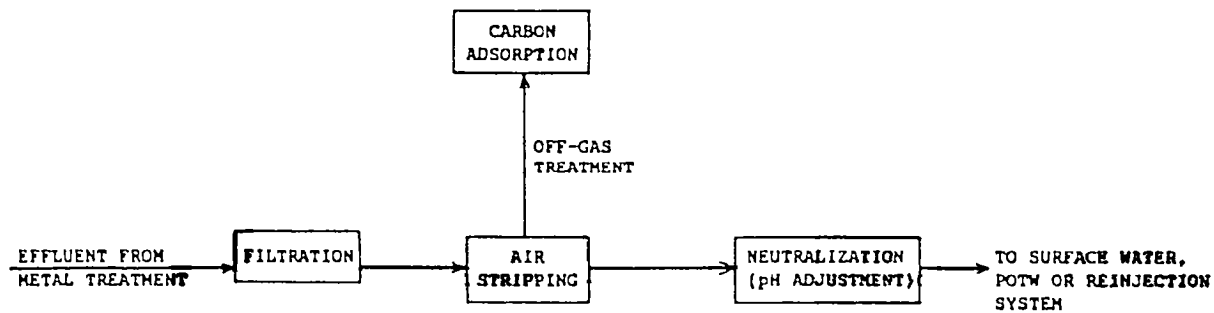 CARBON
ADSORPTION
OFF-GAS
TREATMENT
EFFLUENT FROM
METAL TREATMENT
FILTRATION
AIR
STRIPPING
NEUTRALIZATION
(pH ADJUSTMENT)
TO SURFACE WATER,
POTW OR REINJECTION
SYSTEM